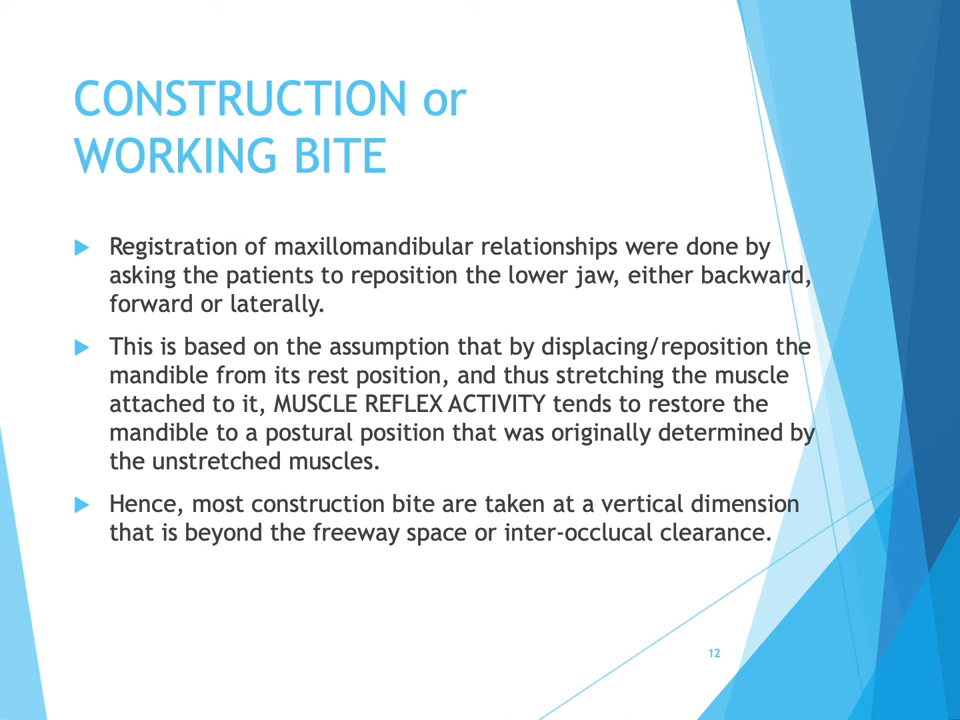 CONSTRUCTION or
WORKING BITE
Registration of maxillomandibular relationships were done by
asking the patients to reposition the lower jaw, either backward,
forward or laterally.
This is based on the assumption that by displacing/reposition the
mandible from its rest position, and thus stretching the muscle
attached to it, MUSCLE REFLEX ACTIVITY tends to restore the
mandible to a postural position that was originally determined by
the unstretched muscles.
Hence, most construction bite are taken at a vertical dimension
that is beyond the freeway space or inter-occlucal clearance.
12